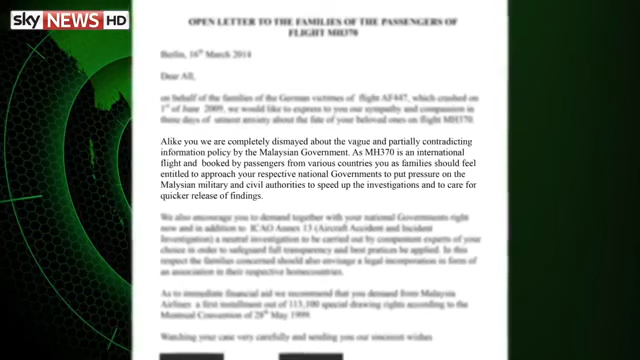 sky NEWS HD
OPEN LETTER TO THE FAMILIES OF THE PASSENGERS OF
FLIGHT MH370
Berlin, 16th March 2014
Dear All,
on behalf of the families of the German victims of flight AF447, which crashed on
1st of June 2009, we would like to express to you our sympathy and compassion in
these days of utmost anxiety about the fate of your beloved ones on flight MH370.
Alike you we are completely dismayed about the vague and partially contradicting
information policy by the Malaysian Government. As MH370 is an international
flight and booked by passengers from various countries you as families should feel
entitled to approach your respective national Governments to put pressure on the
Malysian military and civil authorities to speed up the investigations and to care for
quicker release of findings.
We also encourage you to demand together with your national Governments right
now and in addition to ICAO Annex 13 (Aircraft Accident and Incident
Investigation) a neutral investigation to be carried out by competent experts of your
choice in order to safeguard full transparency and best pratices be applied. In this
respect the families concerned should also envisage a legal incorporation in form of
an association in their respective homecountries.
As to immediate financial aid we recommend that you demand from Malaysia
Airlines a first installment out of 113,100 special drawing rights according to the
Montreal Convention of 28th May 1999.
Watching your case very carefully and sending you our sincerest wishes